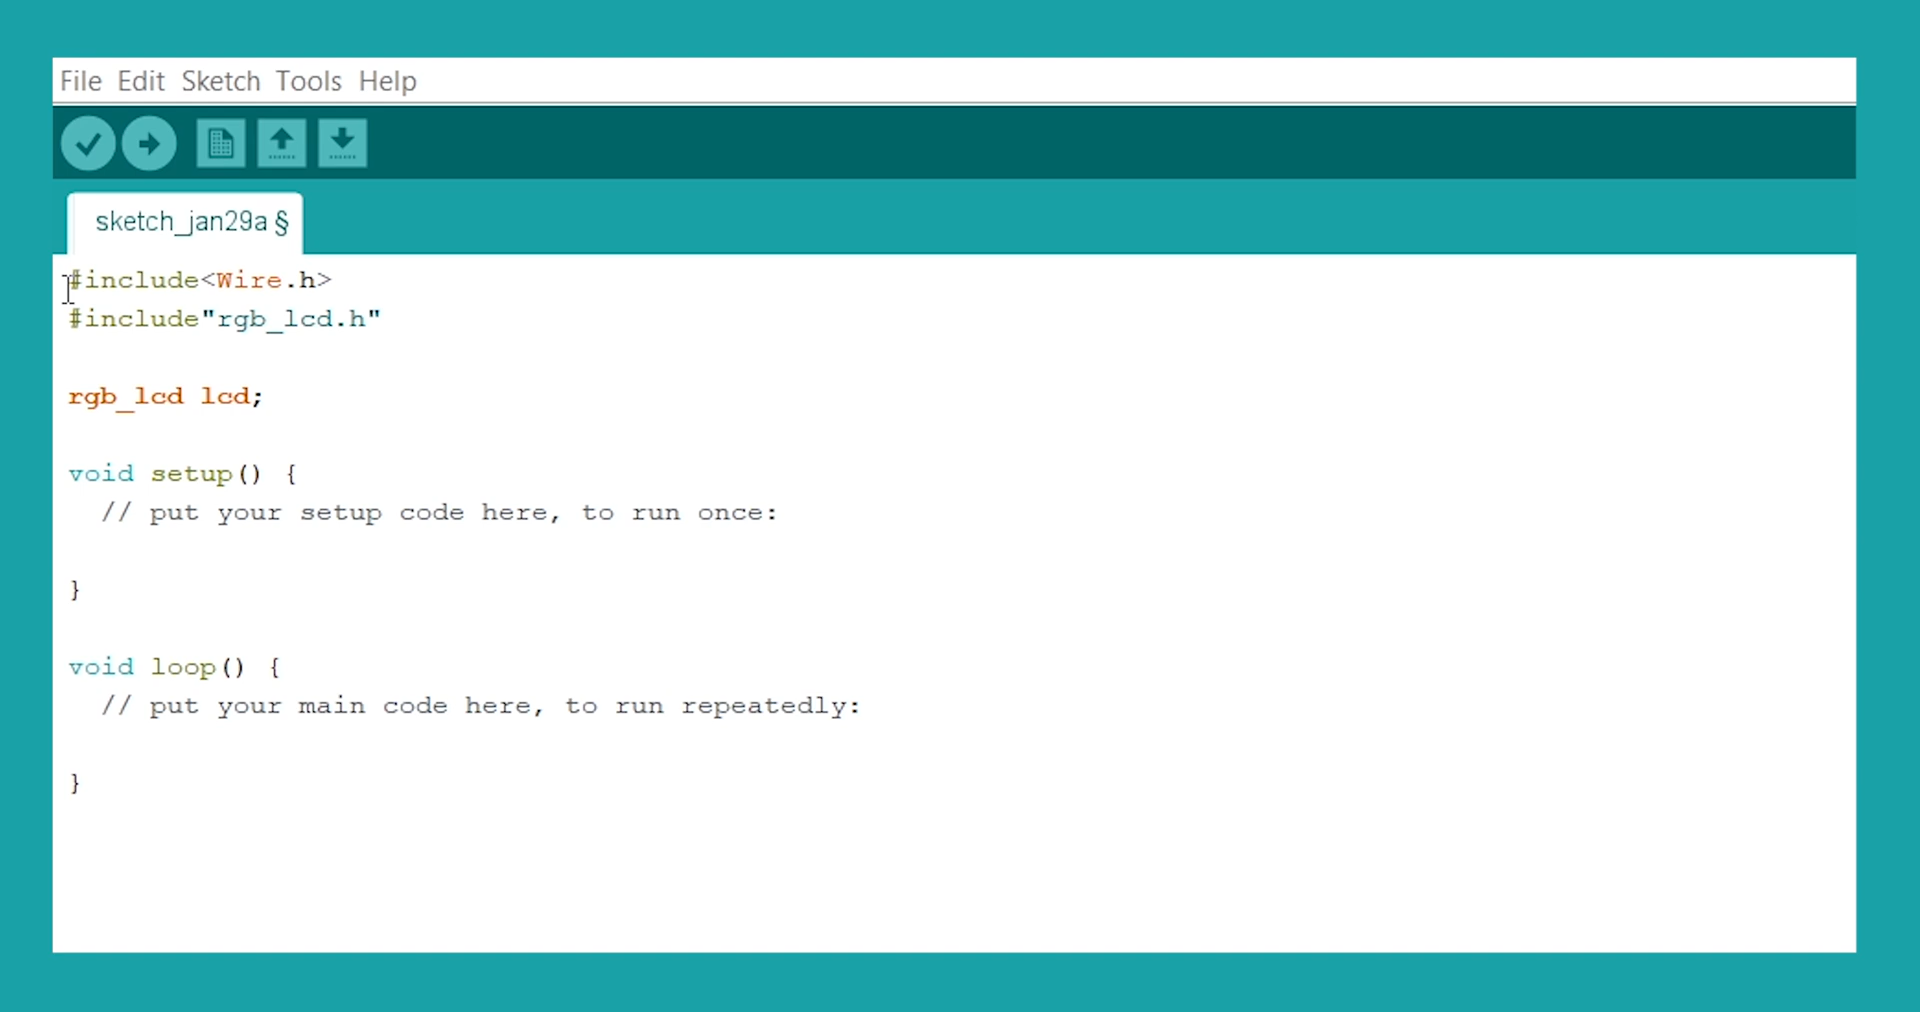 File Edit Sketch Tools Help
sketch_jan29a §
#include<Wire.h>
#include"rgb_lcd.h"
rgb_lcd lcd;
void setup() {
// put your setup code here, to run once:
}
void loop() {
// put your main code here, to run repeatedly:
}